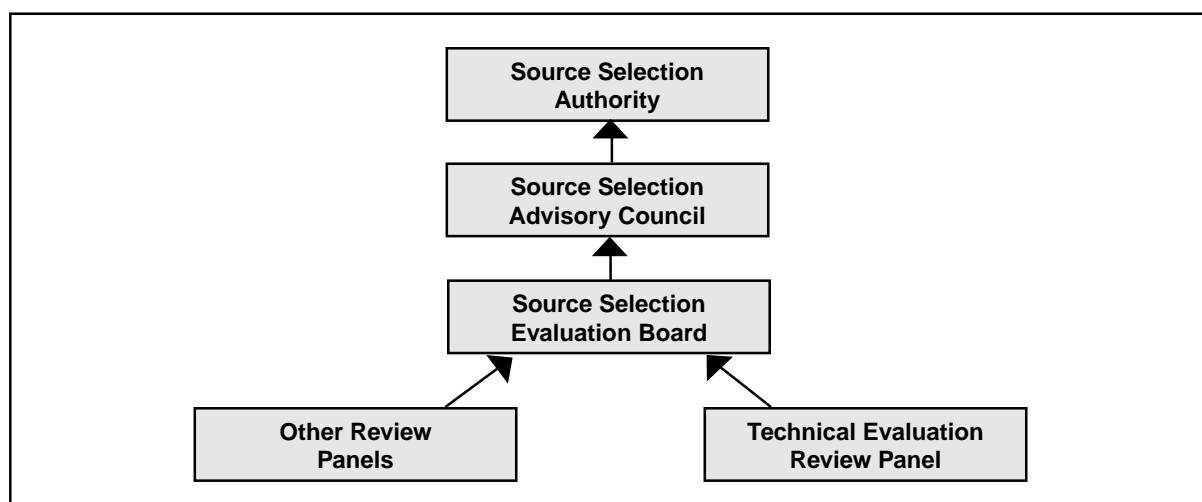 Source Selection
Authority
Source Selection
Advisory Council
Source Selection
Evaluation Board
Other Review
Panels
Technical Evaluation
Review Panel